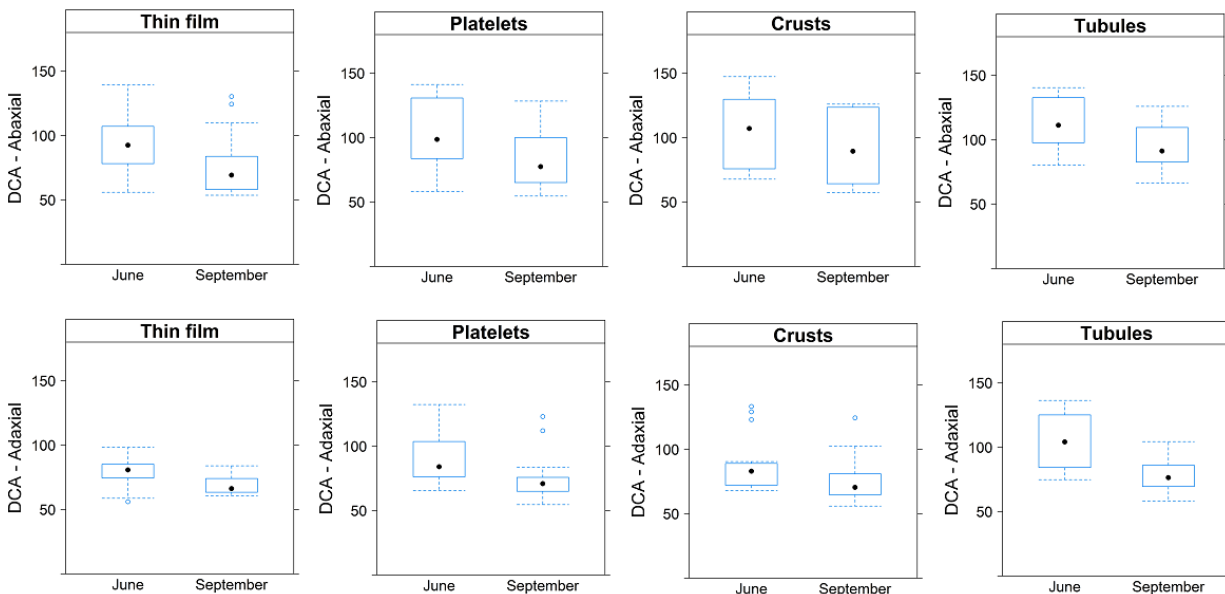 Thin film
DCA - Abaxial
150
100
50
June September
Platelets
DCA - Abaxial
150
100
50
June September
Crusts
DCA - Abaxial
150
100
50
June September
Tubules
DCA - Abaxial
150
100
50
June September
Thin film
DCA - Adaxial
150
100
50
June September
Platelets
DCA - Adaxial
150
100
50
June September
Crusts
DCA - Adaxial
150
100
50
June September
Tubules
DCA - Adaxial
150
100
50
June September